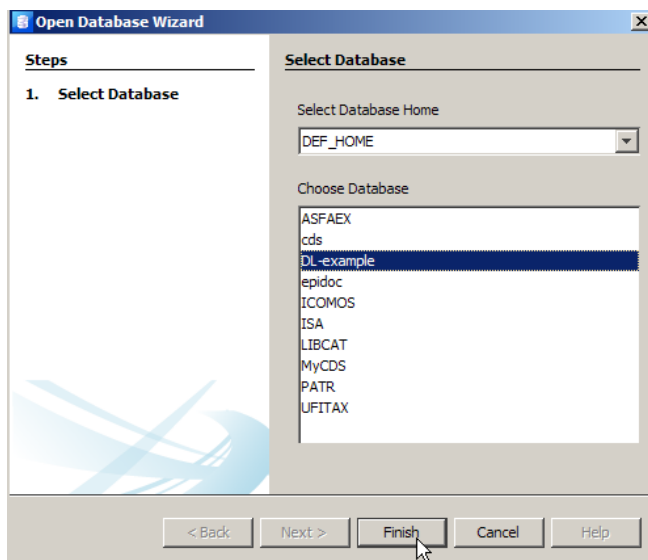 Open Database Wizard
Steps
1. Select Database
Select Database
Select Database Home
DEF_HOME
Choose Database
ASFAEX
cds
DL-example
epidoc
ICOMOS
ISA
LIBCAT
MyCDS
PATR
UFITAX
< Back Next > Finish Cancel Help